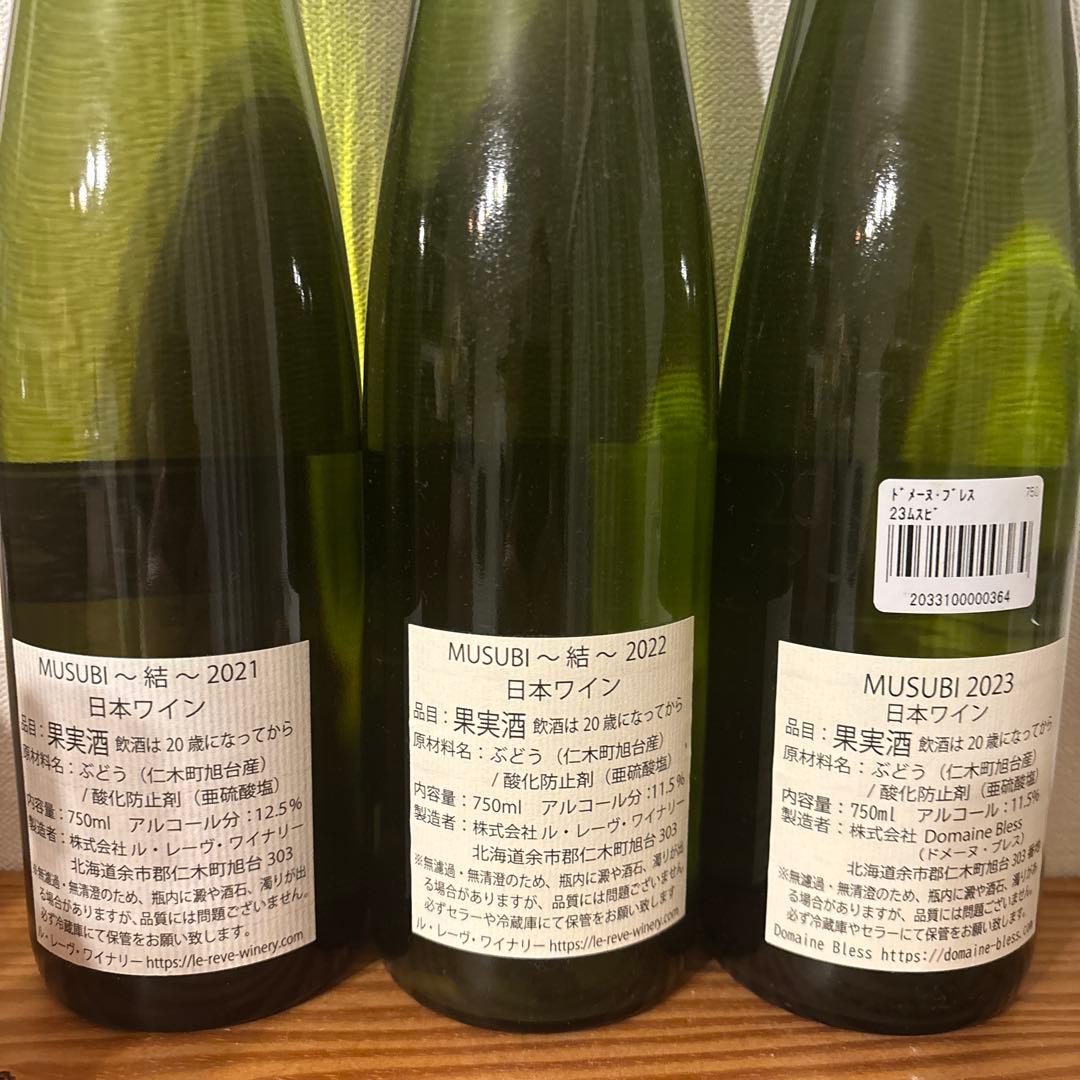 MUSUBI ～ 結 ～ 2021
日本ワイン
品目：果実酒 飲酒は 20 歳になってから
原材料名：ぶどう（仁木町旭台産）
/ 酸化防止剤（亜硫酸塩）
内容量：750ml アルコール分：12.5%
製造者：株式会社 ル・レーヴ・ワイナリー
北海道余市郡仁木町旭台 303
※無濾過・無清澄のため、瓶内に澱や酒石、濁りが出
る場合がありますが、品質には問題ございません。
必ず冷蔵庫にて保管をお願い致します。
ル・レーヴ・ワイナリー https://le-reve-winery.com
MUSUBI ～ 結 ～ 2022
日本ワイン
品目：果実酒 飲酒は 20 歳になってから
原材料名：ぶどう（仁木町旭台産）
/ 酸化防止剤（亜硫酸塩）
内容量：750ml アルコール分：11.5%
製造者：株式会社 ル・レーヴ・ワイナリー
北海道余市郡仁木町旭台 303
※無濾過・無清澄のため、瓶内に澱や酒石、濁りが出
る場合がありますが、品質には問題ございません。
必ずセラーや冷蔵庫にて保管をお願い致します
ル・レーヴ・ワイナリー https://le-reve-winery.com
ﾄﾞﾒｰﾇ・ﾌﾞﾚｽ 750
23ﾑｽﾋﾞ
2033100000364
MUSUBI 2023
日本ワイン
品目：果実酒 飲酒は 20 歳になってから
原材料名：ぶどう（仁木町旭台産）
/ 酸化防止剤（亜硫酸塩）
内容量：750ml アルコール：11.5%
製造者：株式会社 Domaine Bless
（ドメーヌ・ブレス）
北海道余市郡仁木町旭台 303 番地
※無濾過・無清澄のため、瓶内に澱や酒石、濁りがあ
る場合がありますが、品質には問題ございません。
必ず冷蔵庫やセラーにて保管をお願い致します。
Domaine Bless https://domaine-bless.com